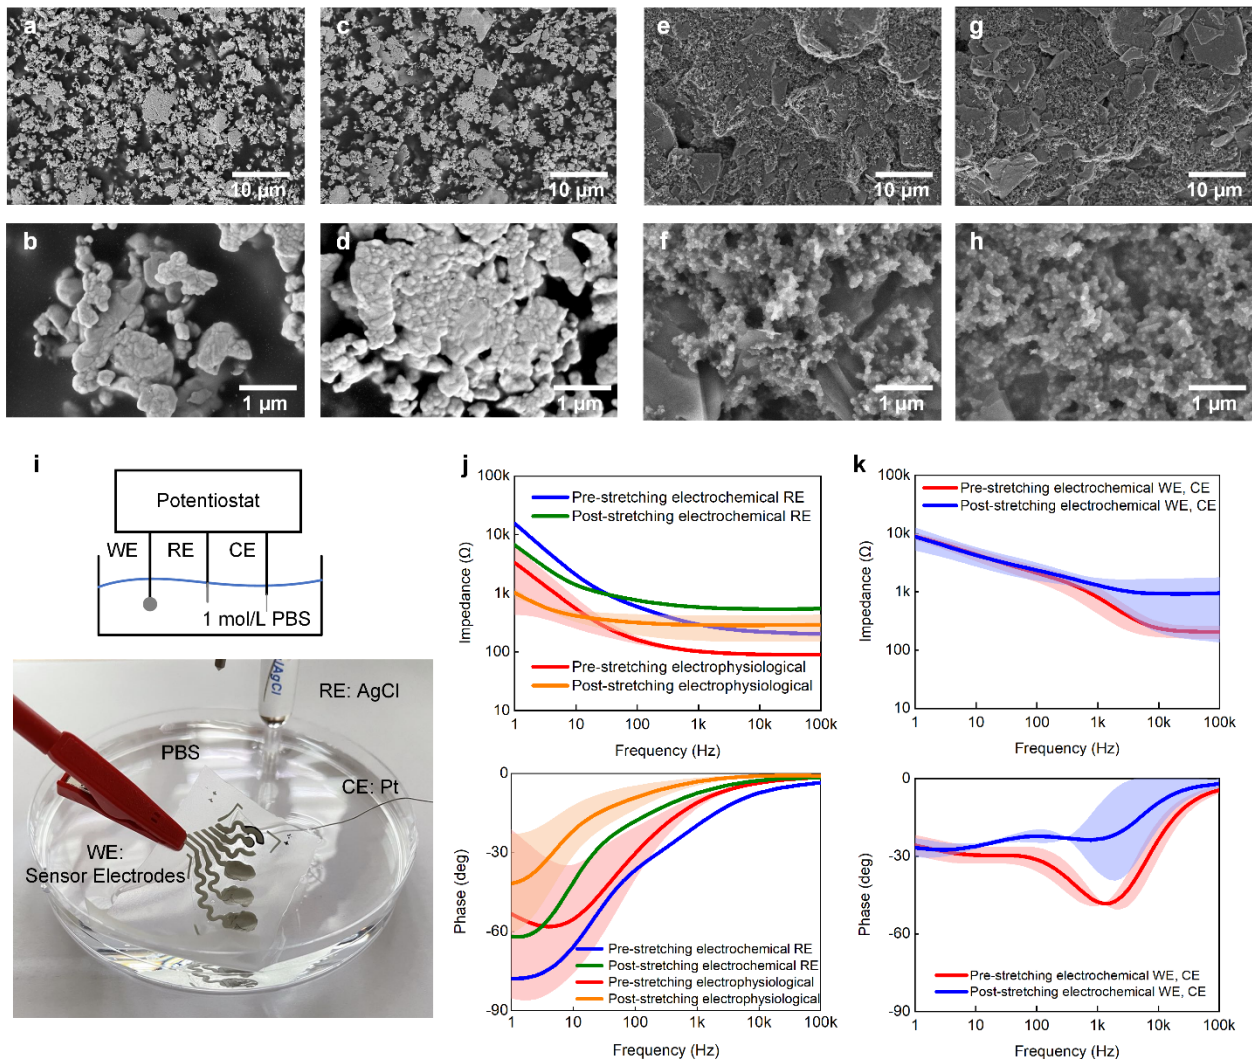 a
c
e
g
10 μm
10 μm
10 μm
10 μm
b
d
f
h
1 μm
1 μm
1 μm
1 μm
i
Potentiostat
WE RE CE
1 mol/L PBS
/AgCl
RE: AgCl
PBS
CE: Pt
WE:
Sensor Electrodes
j
100k
10k
1k
100
10
Impedance (Ω)
Pre-stretching electrochemical RE
Post-stretching electrochemical RE
Pre-stretching electrophysiological
Post-stretching electrophysiological
1 10 100 1k 10k 100k
Frequency (Hz)
0
-30
-60
-90
Phase (deg)
Pre-stretching electrochemical RE
Post-stretching electrochemical RE
Pre-stretching electrophysiological
Post-stretching electrophysiological
1 10 100 1k 10k 100k
Frequency (Hz)
k
100k
10k
1k
100
10
Impedance (Ω)
Pre-stretching electrochemical WE, CE
Post-stretching electrochemical WE, CE
1 10 100 1k 10k 100k
Frequency (Hz)
0
-30
-60
-90
Phase (deg)
Pre-stretching electrochemical WE, CE
Post-stretching electrochemical WE, CE
1 10 100 1k 10k 100k
Frequency (Hz)